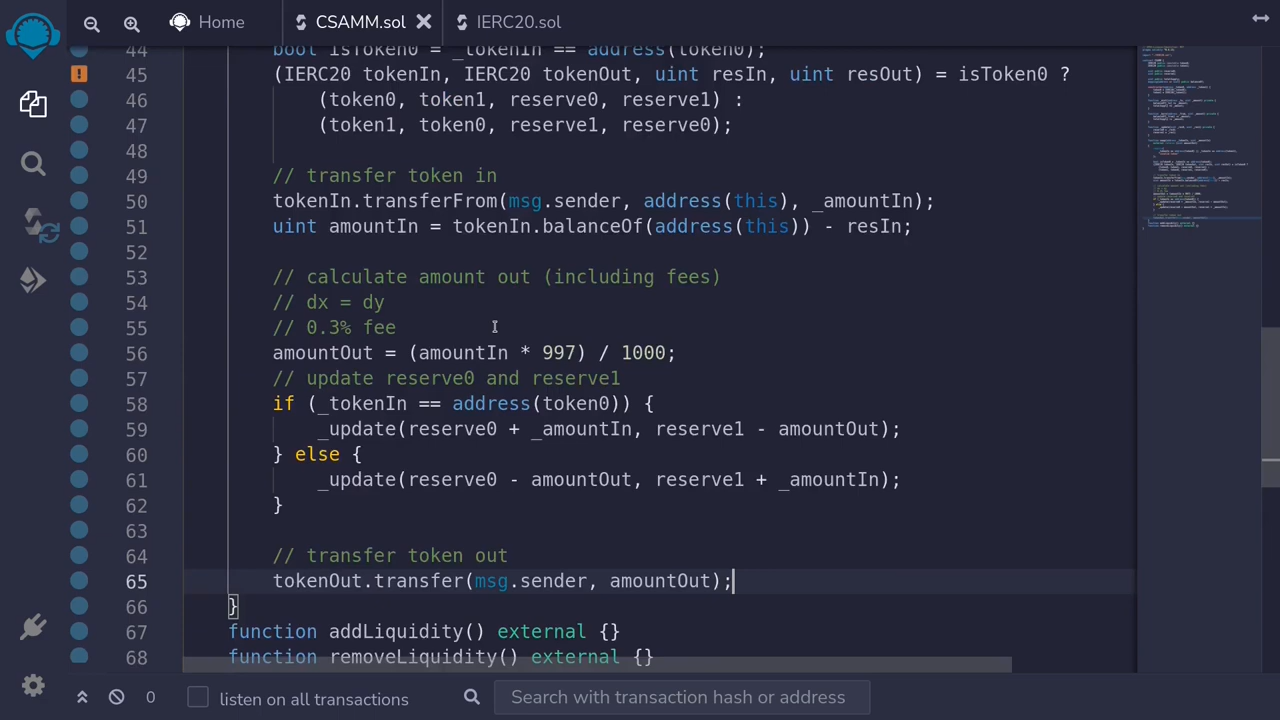 Home CSAMM.sol IERC20.sol
44 bool isToken0 = _tokenIn == address(token0);
45 (IERC20 tokenIn, IERC20 tokenOut, uint resIn, uint resOut) = isToken0 ?
46 (token0, token1, reserve0, reserve1) :
47 (token1, token0, reserve1, reserve0);
48
49 // transfer token in
50 tokenIn.transferFrom(msg.sender, address(this), _amountIn);
51 uint amountIn = tokenIn.balanceOf(address(this)) - resIn;
52
53 // calculate amount out (including fees)
54 // dx = dy
55 // 0.3% fee
56 amountOut = (amountIn * 997) / 1000;
57 // update reserve0 and reserve1
58 if (_tokenIn == address(token0)) {
59 _update(reserve0 + _amountIn, reserve1 - amountOut);
60 } else {
61 _update(reserve0 - amountOut, reserve1 + _amountIn);
62 }
63
64 // transfer token out
65 tokenOut.transfer(msg.sender, amountOut);
66 }
67 function addLiquidity() external {}
68 function removeLiquidity() external {}
0 listen on all transactions Search with transaction hash or address